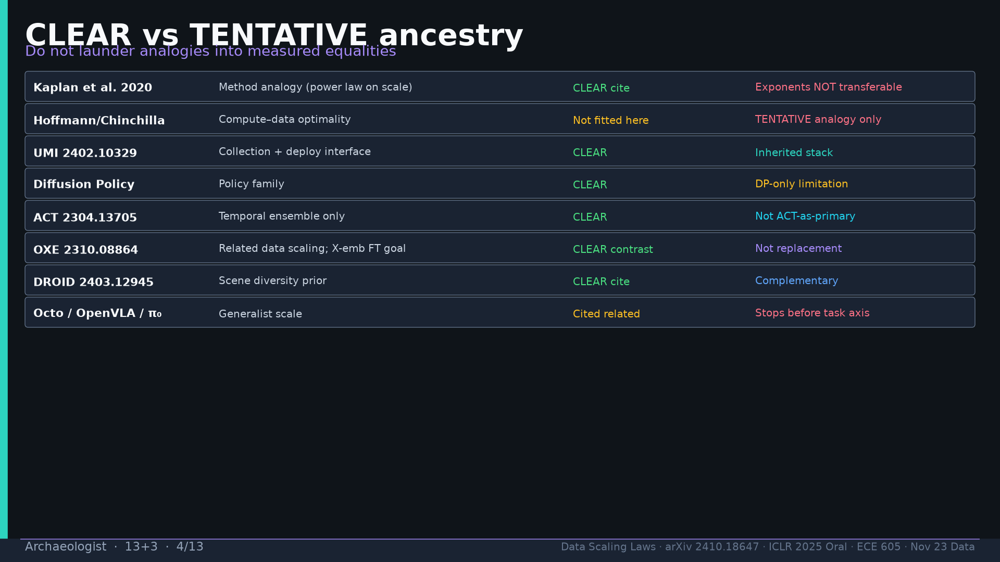 CLEAR vs TENTATIVE ancestry
Do not launder analogies into measured equalities
Kaplan et al. 2020 Method analogy (power law on scale) CLEAR cite Exponents NOT transferable
Hoffmann/Chinchilla Compute–data optimality Not fitted here TENTATIVE analogy only
UMI 2402.10329 Collection + deploy interface CLEAR Inherited stack
Diffusion Policy Policy family CLEAR DP-only limitation
ACT 2304.13705 Temporal ensemble only CLEAR Not ACT-as-primary
OXE 2310.08864 Related data scaling; X-emb FT goal CLEAR contrast Not replacement
DROID 2403.12945 Scene diversity prior CLEAR cite Complementary
Octo / OpenVLA / π₀ Generalist scale Cited related Stops before task axis
Archaeologist · 13+3 · 4/13 Data Scaling Laws · arXiv 2410.18647 · ICLR 2025 Oral · ECE 605 · Nov 23 Data